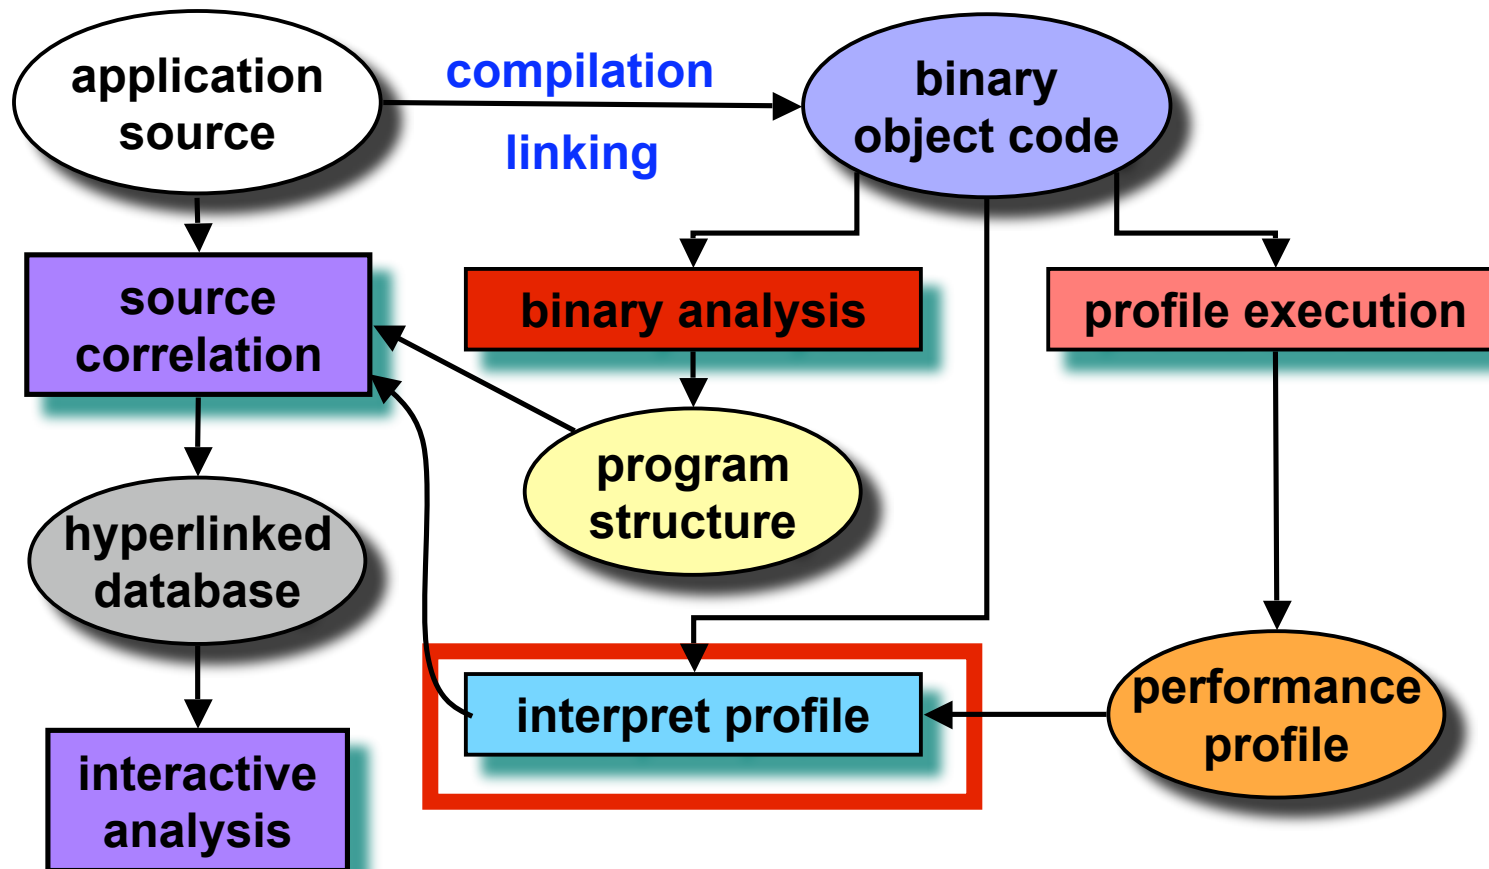 application
source
compilation
linking
binary
object code
source
correlation
binary analysis
profile execution
program
structure
hyperlinked
database
interpret profile
performance
profile
interactive
analysis